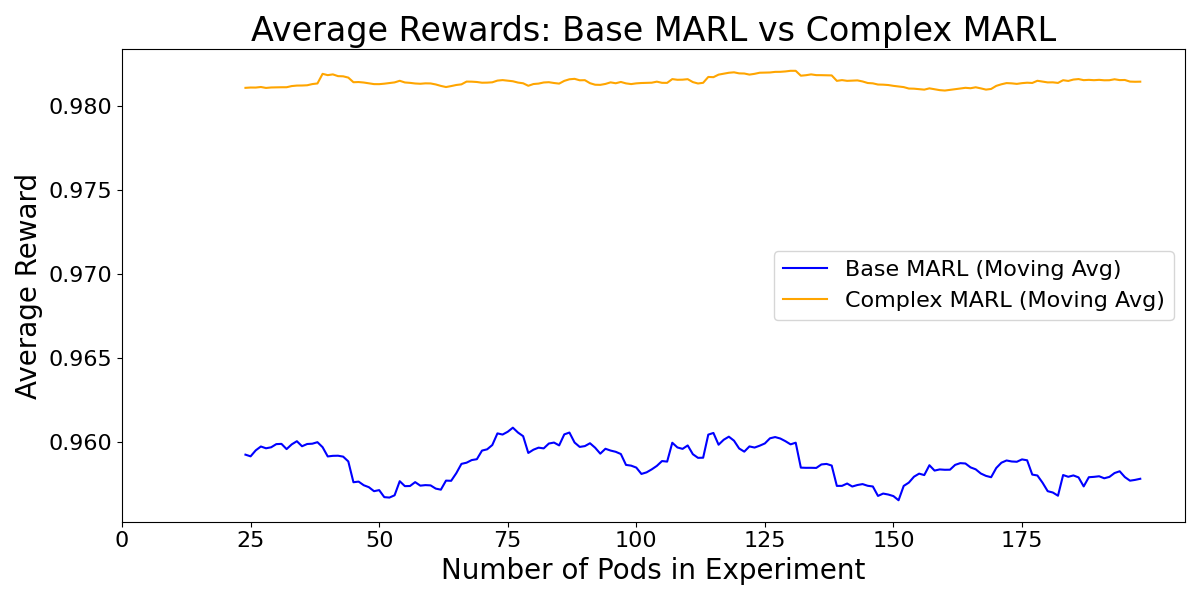 Average Rewards: Base MARL vs Complex MARL
Average Reward
0.980
0.975
0.970
0.965
0.960
Base MARL (Moving Avg)
Complex MARL (Moving Avg)
0 25 50 75 100 125 150 175
Number of Pods in Experiment